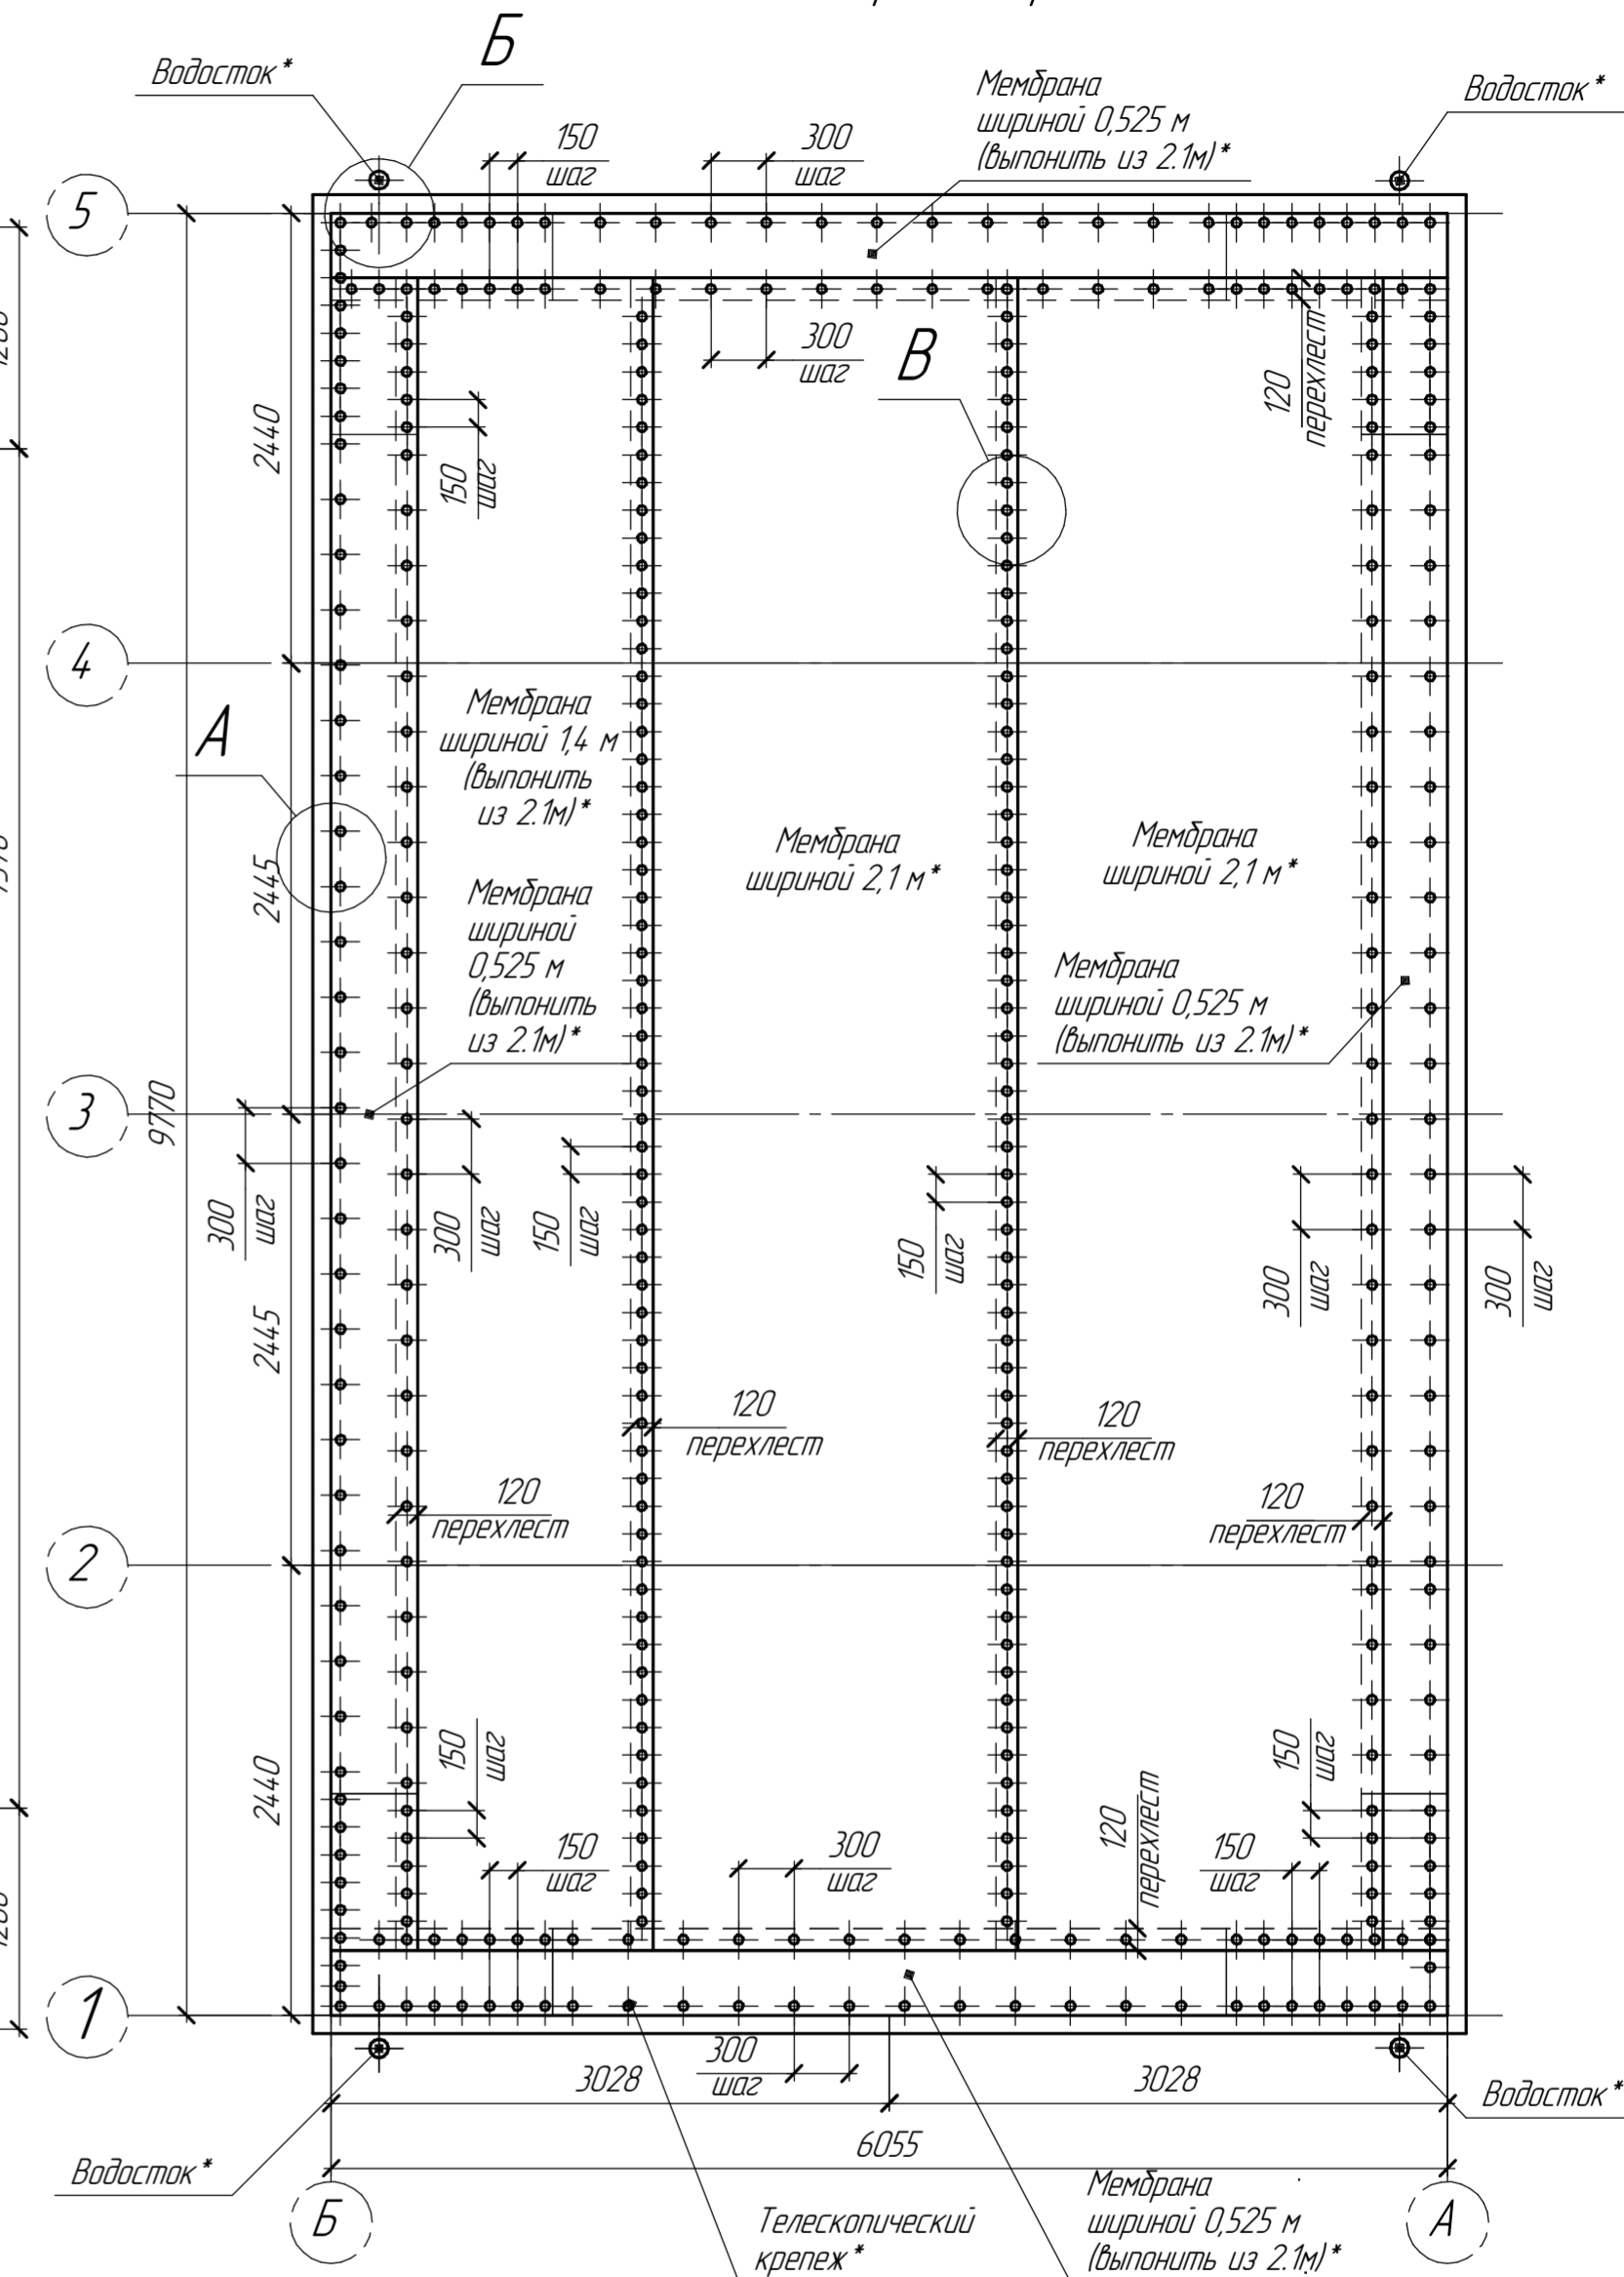 Водосток*
Б
Мембрана
шириной 0,525 м
(выпонить из 2.1м)*
Водосток*
150
шаг
300
шаг
5
2440
300
шаг
В
120
перехлест
150
шаг
4
А
Мембрана
шириной 1,4 м
(выпонить
из 2.1м)*
2445
Мембрана
шириной 2,1 м*
Мембрана
шириной 2,1 м*
Мембрана
шириной
0,525 м
(выпонить
из 2.1м)*
Мембрана
шириной 0,525 м
(выпонить из 2.1м)*
3
9770
300
шаг
300
шаг
150
шаг
150
шаг
300
шаг
300
шаг
2445
120
перехлест
120
перехлест
120
перехлест
120
перехлест
2
2440
150
шаг
150
шаг
120
перехлест
150
шаг
300
шаг
150
шаг
1
300
шаг
3028
3028
6055
Водосток*
Водосток*
Б
А
Телескопический
крепеж*
Мембрана
шириной 0,525 м
(выпонить из 2.1м)*